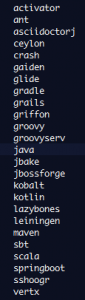 activator
ant
asciidoctorj
ceylon
crash
gaiden
glide
gradle
grails
griffon
groovy
groovyserv
java
jbake
jbossforge
kobalt
kotlin
lazybones
leiningen
maven
sbt
scala
springboot
sshoogr
vertx